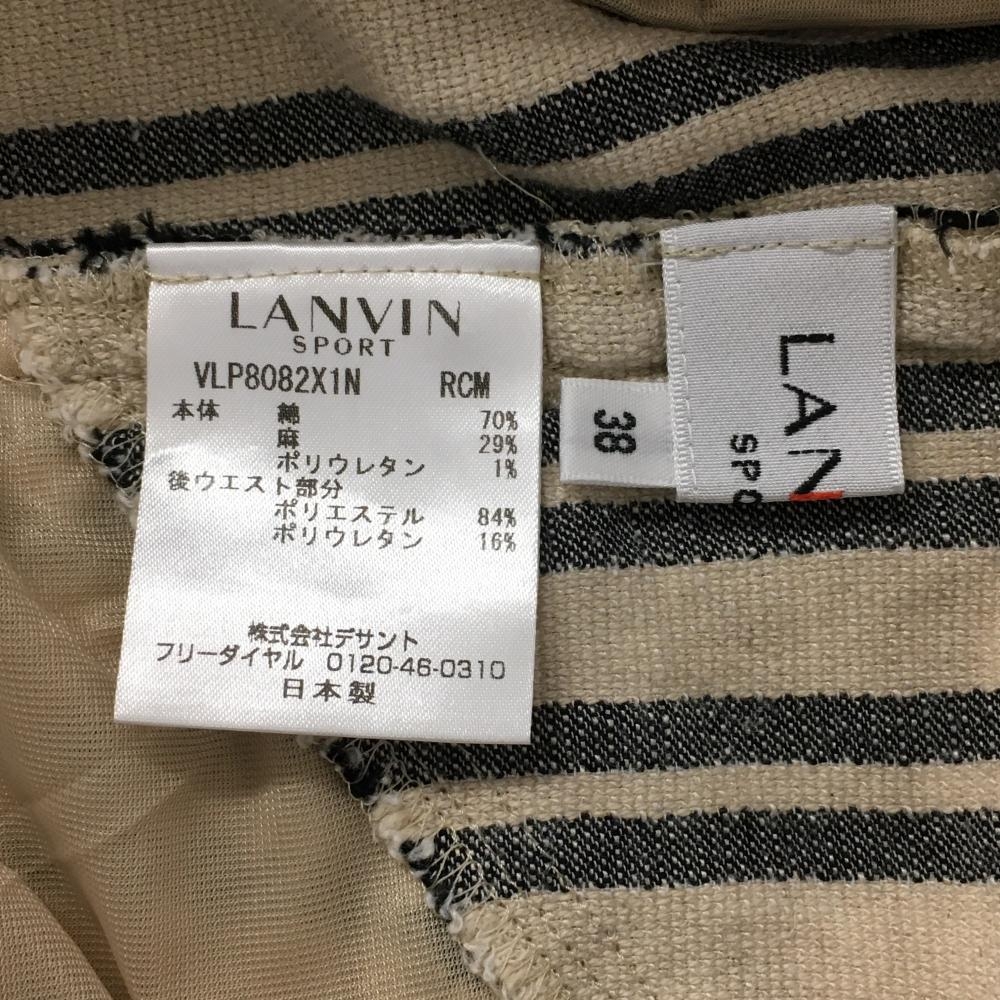 LANVIN
SPORT
VLP8082X1N RCM
本体 綿 70%
麻 29%
ポリウレタン 1%
後ウエスト部分
ポリエステル 84%
ポリウレタン 16%
株式会社デサント
フリーダイヤル 0120-46-0310
日本製
38
LAN
SPO